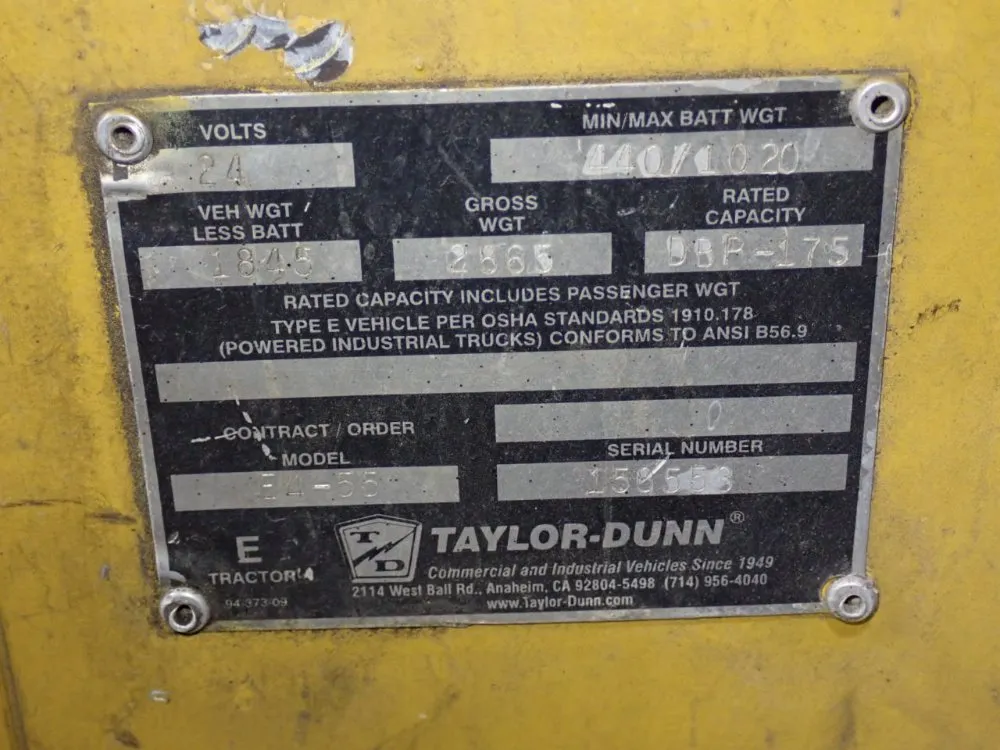 VOLTS
MIN/MAX BATT WGT
24
440/1020
VEH WGT
LESS BATT
GROSS
WGT
RATED
CAPACITY
1845
2565
DBP-175
RATED CAPACITY INCLUDES PASSENGER WGT
TYPE E VEHICLE PER OSHA STANDARDS 1910.178
(POWERED INDUSTRIAL TRUCKS) CONFORMS TO ANSI B56.9
0
CONTRACT / ORDER
SERIAL NUMBER
MODEL
E4-55
E
TRACTOR
94-373-09
T
D
TAYLOR-DUNN®
Commercial and Industrial Vehicles Since 1949
2114 West Ball Rd., Anaheim, CA 92804-5498 (714) 956-4040
www.Taylor-Dunn.com